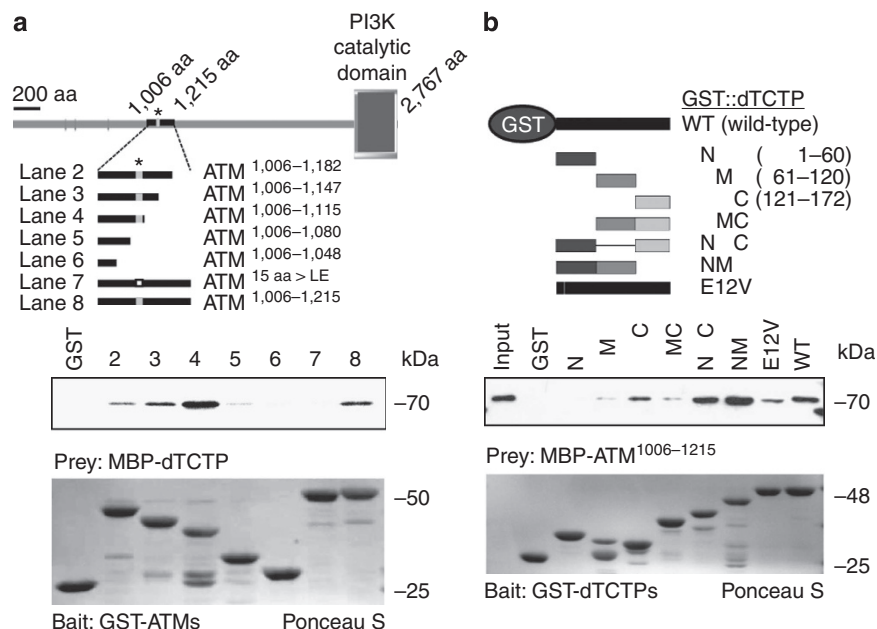 a
PI3K
catalytic
domain
200 aa
1,006 aa
1,215 aa
2,767 aa
*
*
Lane 2 ATM 1,006–1,182
Lane 3 ATM 1,006–1,147
Lane 4 ATM 1,006–1,115
Lane 5 ATM 1,006–1,080
Lane 6 ATM 1,006–1,048
Lane 7 ATM 15 aa > LE
Lane 8 ATM 1,006–1,215
GST 2 3 4 5 6 7 8 kDa
–70
Prey: MBP-dTCTP
–50
–25
Bait: GST-ATMs Ponceau S
b
GST::dTCTP
GST WT (wild-type)
N ( 1–60)
M ( 61–120)
C (121–172)
MC
N C
NM
E12V
Input GST N M C MC N C NM E12V WT kDa
–70
Prey: MBP-ATM1006–1215
–48
–25
Bait: GST-dTCTPs Ponceau S